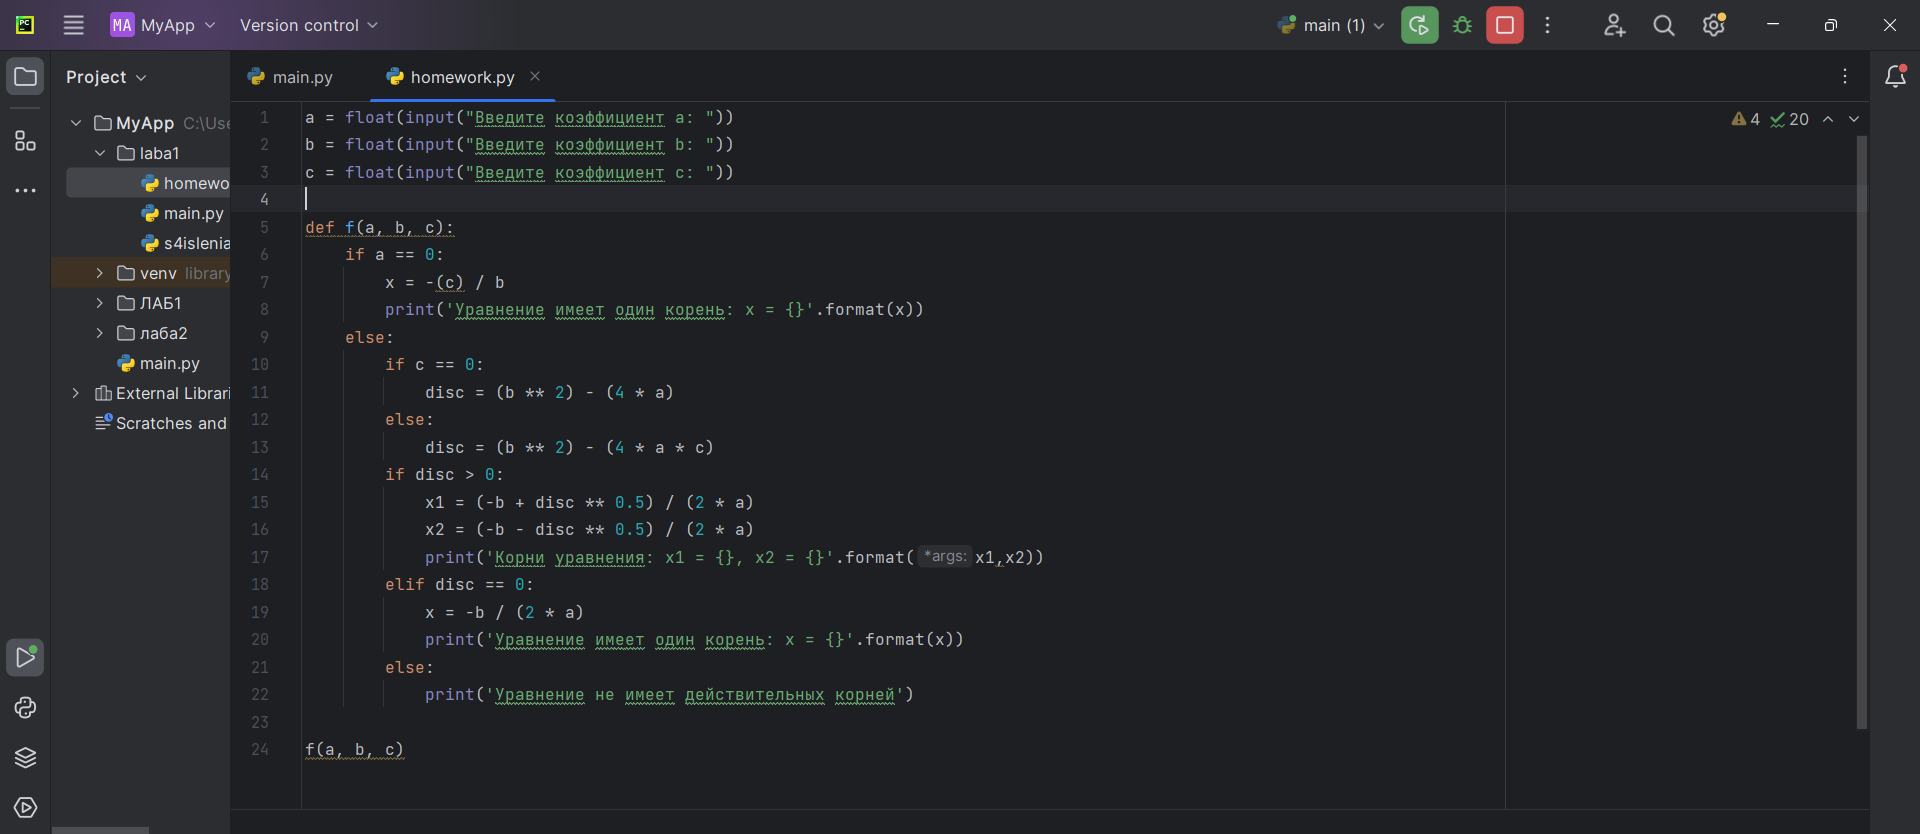 PC
MA MyApp
Version control
main (1)
Project
main.py
homework.py
MyApp C:\Use
laba1
homewo
main.py
s4islenia
venv library
ЛАБ1
лаба2
main.py
External Librari
Scratches and
4 20
1 a = float(input("Введите коэффициент a: "))
2 b = float(input("Введите коэффициент b: "))
3 c = float(input("Введите коэффициент c: "))
4
5 def f(a, b, c):
6     if a == 0:
7         x = -(c) / b
8         print('Уравнение имеет один корень: x = {}'.format(x))
9     else:
10         if c == 0:
11             disc = (b ** 2) - (4 * a)
12         else:
13             disc = (b ** 2) - (4 * a * c)
14         if disc > 0:
15             x1 = (-b + disc ** 0.5) / (2 * a)
16             x2 = (-b - disc ** 0.5) / (2 * a)
17             print('Корни уравнения: x1 = {}, x2 = {}'.format( *args: x1,x2))
18         elif disc == 0:
19             x = -b / (2 * a)
20             print('Уравнение имеет один корень: x = {}'.format(x))
21         else:
22             print('Уравнение не имеет действительных корней')
23
24 f(a, b, c)